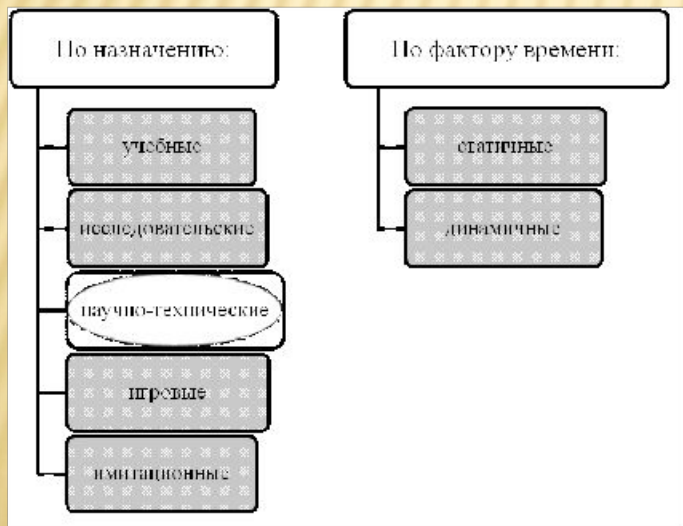 По назначению:
учебные
исследовательские
научно-технические
игровые
имитационные
По фактору времени:
статичные
динамичные